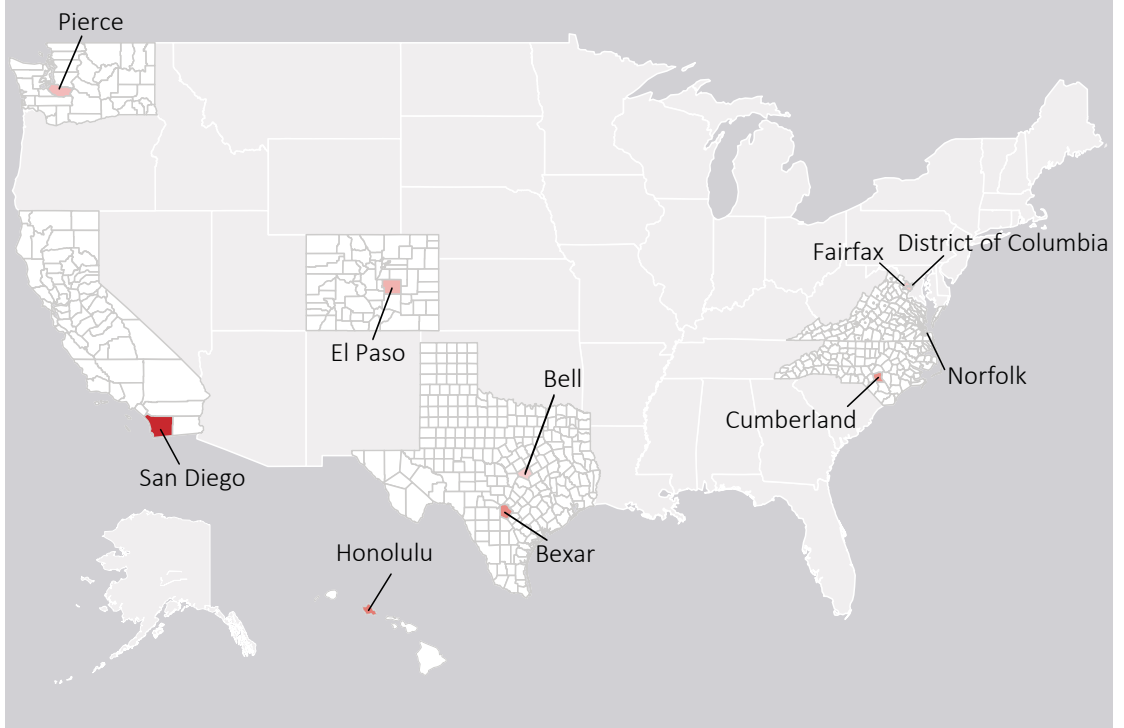 Pierce
Fairfax
District of Columbia
El Paso
Norfolk
Bell
Cumberland
San Diego
Honolulu
Bexar